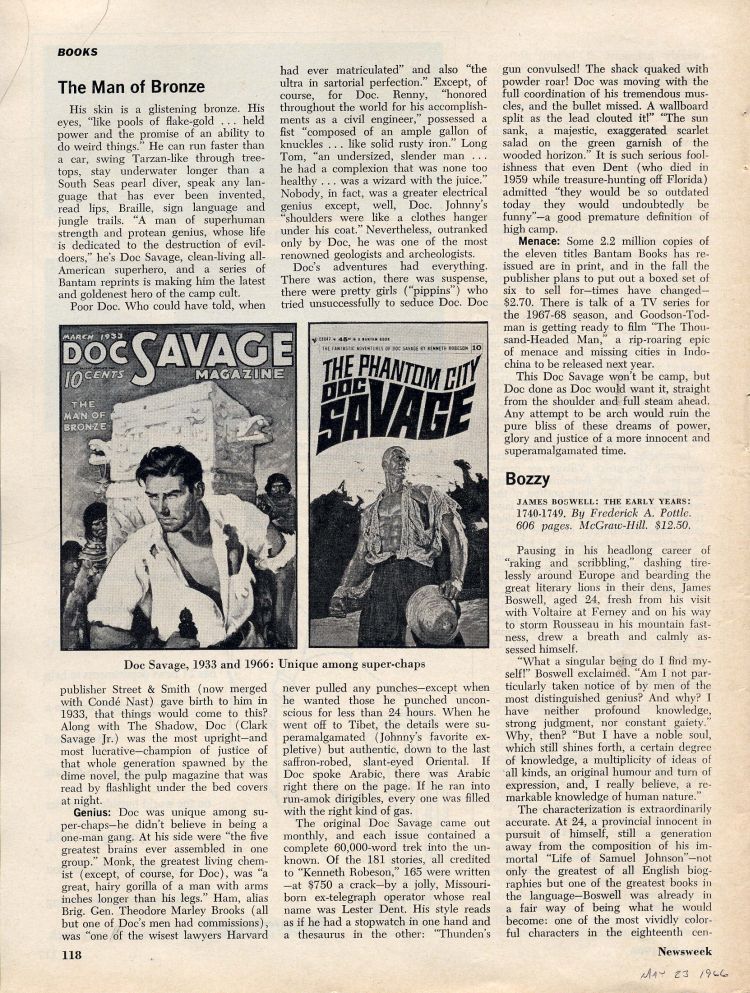 BOOKS
The Man of Bronze
His skin is a glistening bronze. His
eyes, “like pools of flake-gold . . . held
power and the promise of an ability to
do weird things.” He can run faster than
a car, swing Tarzan-like through tree-
tops, stay underwater longer than a
South Seas pearl diver, speak any lan-
guage that has ever been invented,
read lips, Braille, sign language and
jungle trails. “A man of superhuman
strength and protean genius, whose life
is dedicated to the destruction of evil-
doers,” he's Doc Savage, clean-living all-
American superhero, and a series of
Bantam reprints is making him the latest
and goldenest hero of the camp cult.
Poor Doc. Who could have told, when
had ever matriculated” and also “the
ultra in sartorial perfection.” Except, of
course, for Doc. Renny, “honored
throughout the world for his accomplish-
ments as a civil engineer,” possessed a
fist “composed of an ample gallon of
knuckles . . . like solid rusty iron.” Long
Tom, “an undersized, slender man . . .
he had a complexion that was none too
healthy . . . was a wizard with the juice.”
Nobody, in fact, was a greater electrical
genius except, well, Doc. Johnny's
“shoulders were like a clothes hanger
under his coat.” Nevertheless, outranked
only by Doc, he was one of the most
renowned geologists and archeologists.
Doc's adventures had everything.
There was action, there was suspense,
there were pretty girls (“pippins”) who
tried unsuccessfully to seduce Doc. Doc
MARCH 1933
DOC SAVAGE
10 CENTS MAGAZINE
THE
MAN OF
BRONZE
45¢ A BANTAM BOOK
THE FANTASTIC ADVENTURES OF DOC SAVAGE BY KENNETH ROBESON 10
THE PHANTOM CITY
DOC
SAVAGE
Doc Savage, 1933 and 1966: Unique among super-chaps
publisher Street & Smith (now merged
with Condé Nast) gave birth to him in
1933, that things would come to this?
Along with The Shadow, Doc (Clark
Savage Jr.) was the most upright—and
most lucrative—champion of justice of
that whole generation spawned by the
dime novel, the pulp magazine that was
read by flashlight under the bed covers
at night.
Genius: Doc was unique among su-
per-chaps—he didn't believe in being a
one-man gang. At his side were “the five
greatest brains ever assembled in one
group.” Monk, the greatest living chem-
ist (except, of course, for Doc), was “a
great, hairy gorilla of a man with arms
inches longer than his legs.” Ham, alias
Brig. Gen. Theodore Marley Brooks (all
but one of Doc's men had commissions),
was “one of the wisest lawyers Harvard
never pulled any punches—except when
he wanted those he punched uncon-
scious for less than 24 hours. When he
went off to Tibet, the details were su-
peramalgamated (Johnny's favorite ex-
pletive) but authentic, down to the last
saffron-robed, slant-eyed Oriental. If
Doc spoke Arabic, there was Arabic
right there on the page. If he ran into
run-amok dirigibles, every one was filled
with the right kind of gas.
The original Doc Savage came out
monthly, and each issue contained a
complete 60,000-word trek into the un-
known. Of the 181 stories, all credited
to “Kenneth Robeson,” 165 were written
—at $750 a crack—by a jolly, Missouri-
born ex-telegraph operator whose real
name was Lester Dent. His style reads
as if he had a stopwatch in one hand and
a thesaurus in the other: “Thunder's
gun convulsed! The shack quaked with
powder roar! Doc was moving with the
full coordination of his tremendous mus-
cles, and the bullet missed. A wallboard
split as the lead clouted it!” “The sun
sank, a majestic, exaggerated scarlet
salad on the green garnish of the
wooded horizon.” It is such serious fool-
ishness that even Dent (who died in
1959 while treasure-hunting off Florida)
admitted “they would be so outdated
today they would undoubtedly be
funny”—a good premature definition of
high camp.
Menace: Some 2.2 million copies of
the eleven titles Bantam Books has re-
issued are in print, and in the fall the
publisher plans to put out a boxed set of
six to sell for—times have changed—
$2.70. There is talk of a TV series for
the 1967-68 season, and Goodson-Tod-
man is getting ready to film “The Thou-
sand-Headed Man,” a rip-roaring epic
of menace and missing cities in Indo-
china to be released next year.
This Doc Savage won't be camp, but
Doc done as Doc would want it, straight
from the shoulder and full steam ahead.
Any attempt to be arch would ruin the
pure bliss of these dreams of power,
glory and justice of a more innocent and
superamalgamated time.
Bozzy
JAMES BOSWELL: THE EARLY YEARS:
1740-1749. By Frederick A. Pottle.
606 pages. McGraw-Hill. $12.50.
Pausing in his headlong career of
“raking and scribbling,” dashing tire-
lessly around Europe and bearding the
great literary lions in their dens, James
Boswell, aged 24, fresh from his visit
with Voltaire at Ferney and on his way
to storm Rousseau in his mountain fast-
ness, drew a breath and calmly as-
sessed himself.
“What a singular being do I find my-
self!” Boswell exclaimed. “Am I not par-
ticularly taken notice of by men of the
most distinguished genius? And why? I
have neither profound knowledge,
strong judgment, nor constant gaiety.”
Why, then? “But I have a noble soul,
which still shines forth, a certain degree
of knowledge, a multiplicity of ideas of
all kinds, an original humour and turn of
expression, and, I really believe, a re-
markable knowledge of human nature.”
The characterization is extraordinarily
accurate. At 24, a provincial innocent in
pursuit of himself, still a generation
away from the composition of his im-
mortal “Life of Samuel Johnson”—not
only the greatest of all English biog-
raphies but one of the greatest books in
the language—Boswell was already in
a fair way of being what he would
become: one of the most vividly color-
ful characters in the eighteenth cen-
118
Newsweek
MAY 23 1966